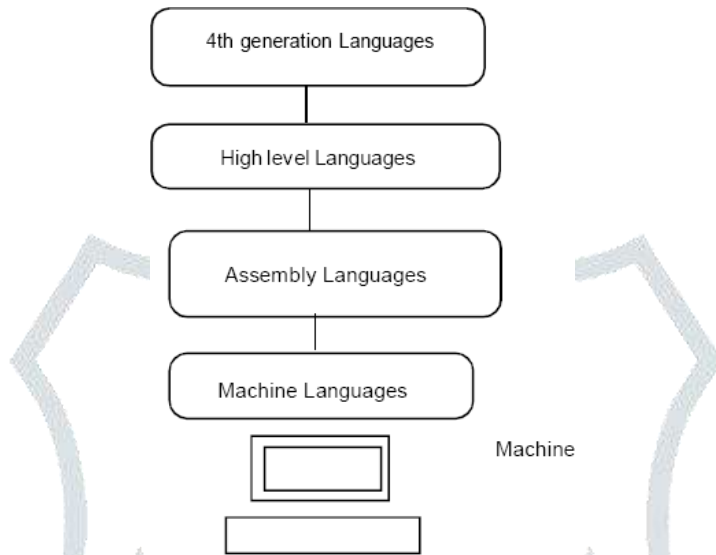 4th generation Languages
High level Languages
Assembly Languages
Machine Languages
Machine